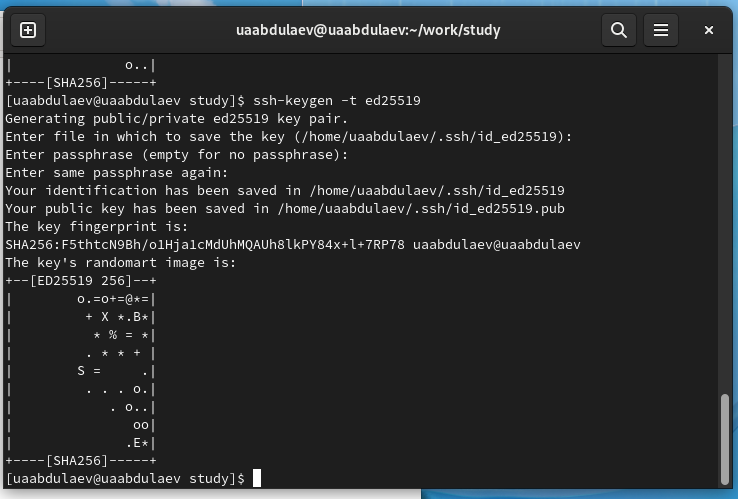 uaabdulaev@uaabdulaev:~/work/study
|              o..|
+----[SHA256]-----+
[uaabdulaev@uaabdulaev study]$ ssh-keygen -t ed25519
Generating public/private ed25519 key pair.
Enter file in which to save the key (/home/uaabdulaev/.ssh/id_ed25519):
Enter passphrase (empty for no passphrase):
Enter same passphrase again:
Your identification has been saved in /home/uaabdulaev/.ssh/id_ed25519
Your public key has been saved in /home/uaabdulaev/.ssh/id_ed25519.pub
The key fingerprint is:
SHA256:F5thtcN9Bh/o1Hja1cMdUhMQAUh8lkPY84x+l+7RP78 uaabdulaev@uaabdulaev
The key's randomart image is:
+--[ED25519 256]--+
|        o.=o+=@*=|
|         + X *.B*|
|          * % = *|
|         . * * + |
|        S =     .|
|         . . . o.|
|            . o..|
|               oo|
|              .E*|
+----[SHA256]-----+
[uaabdulaev@uaabdulaev study]$